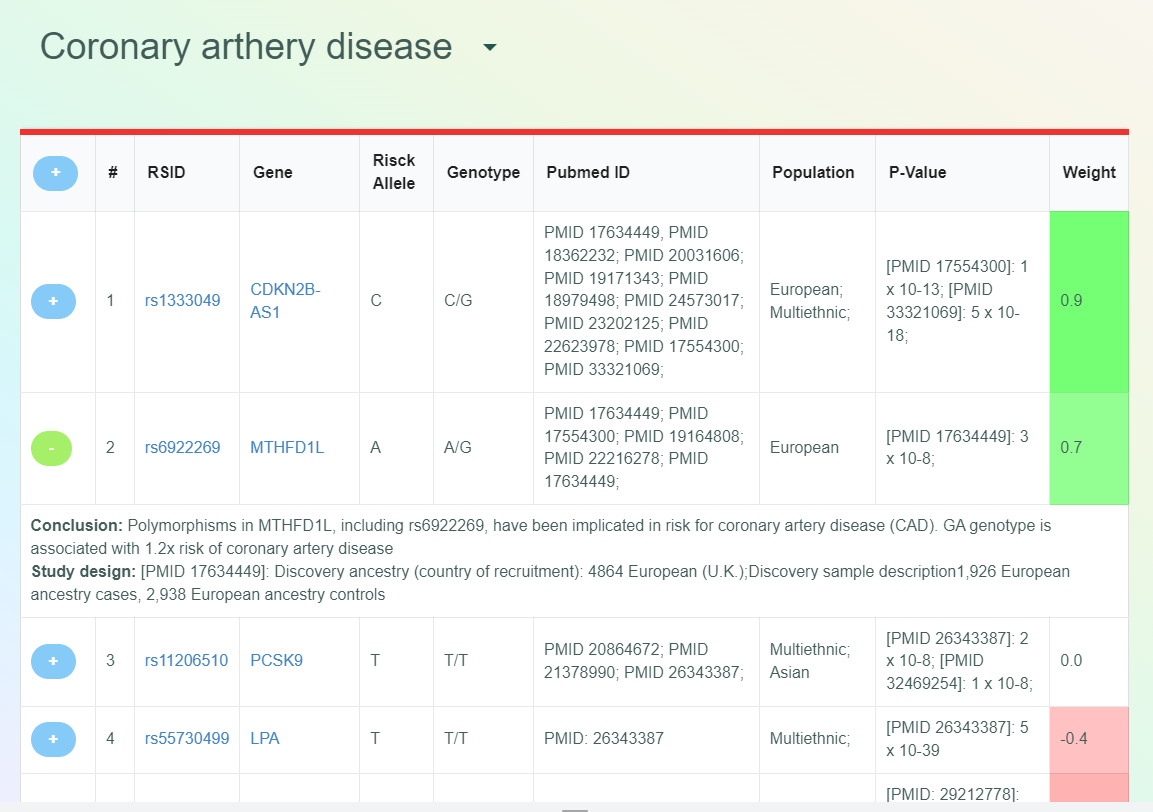 Coronary arthery disease
+
#
RSID
Gene
Risck
Allele
Genotype
Pubmed ID
Population
P-Value
Weight
+
1
rs1333049
CDKN2B-
AS1
C
C/G
PMID 17634449, PMID
18362232; PMID 20031606;
PMID 19171343; PMID
18979498; PMID 24573017;
PMID 23202125; PMID
22623978; PMID 17554300;
PMID 33321069;
European;
Multiethnic;
[PMID 17554300]: 1
x 10-13; [PMID
33321069]: 5 x 10-
18;
0.9
-
2
rs6922269
MTHFD1L
A
A/G
PMID 17634449; PMID
17554300; PMID 19164808;
PMID 22216278; PMID
17634449;
European
[PMID 17634449]: 3
x 10-8;
0.7
Conclusion: Polymorphisms in MTHFD1L, including rs6922269, have been implicated in risk for coronary artery disease (CAD). GA genotype is
associated with 1.2x risk of coronary artery disease
Study design: [PMID 17634449]: Discovery ancestry (country of recruitment): 4864 European (U.K.);Discovery sample description1,926 European
ancestry cases, 2,938 European ancestry controls
+
3
rs11206510
PCSK9
T
T/T
PMID 20864672; PMID
21378990; PMID 26343387;
Multiethnic;
Asian
[PMID 26343387]: 2
x 10-8; [PMID
32469254]: 1 x 10-8;
0.0
+
4
rs55730499
LPA
T
T/T
PMID: 26343387
Multiethnic;
[PMID 26343387]: 5
x 10-39
-0.4
[PMID: 29212778]: